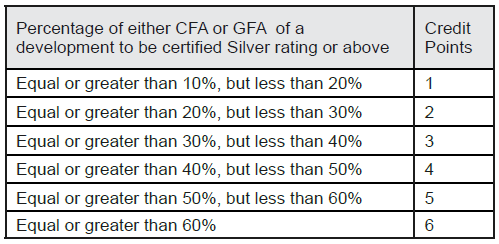 Percentage of either CFA or GFA of a
development to be certified Silver rating or above
Credit
Points
Equal or greater than 10%, but less than 20%
1
Equal or greater than 20%, but less than 30%
2
Equal or greater than 30%, but less than 40%
3
Equal or greater than 40%, but less than 50%
4
Equal or greater than 50%, but less than 60%
5
Equal or greater than 60%
6